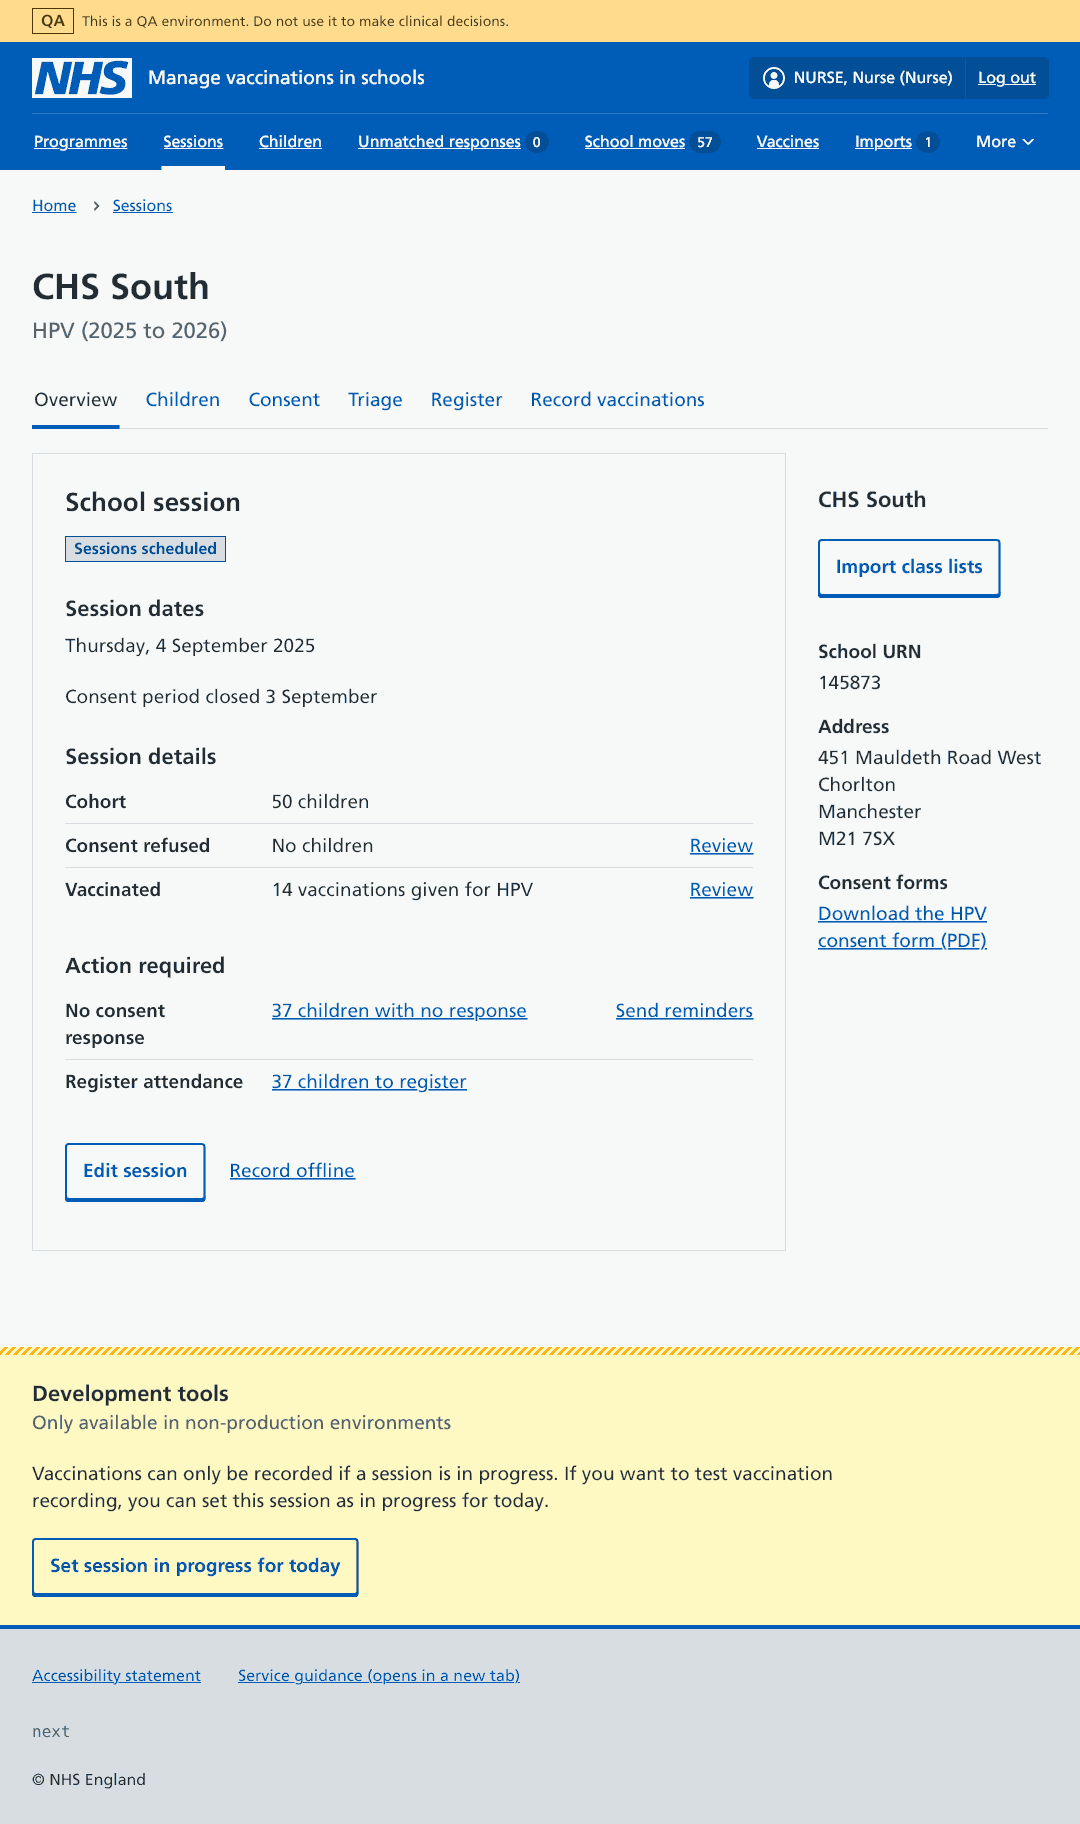 QA This is a QA environment. Do not use it to make clinical decisions.
NHS Manage vaccinations in schools NURSE, Nurse (Nurse) Log out
Programmes Sessions Children Unmatched responses 0 School moves 57 Vaccines Imports 1 More
Home Sessions
CHS South
HPV (2025 to 2026)
Overview Children Consent Triage Register Record vaccinations
School session
Sessions scheduled
Session dates
Thursday, 4 September 2025
Consent period closed 3 September
Session details
Cohort 50 children
Consent refused No children Review
Vaccinated 14 vaccinations given for HPV Review
Action required
No consent response 37 children with no response Send reminders
Register attendance 37 children to register
Edit session Record offline
CHS South
Import class lists
School URN
145873
Address
451 Mauldeth Road West
Chorlton
Manchester
M21 7SX
Consent forms
Download the HPV
consent form (PDF)
Development tools
Only available in non-production environments
Vaccinations can only be recorded if a session is in progress. If you want to test vaccination
recording, you can set this session as in progress for today.
Set session in progress for today
Accessibility statement Service guidance (opens in a new tab)
next
© NHS England